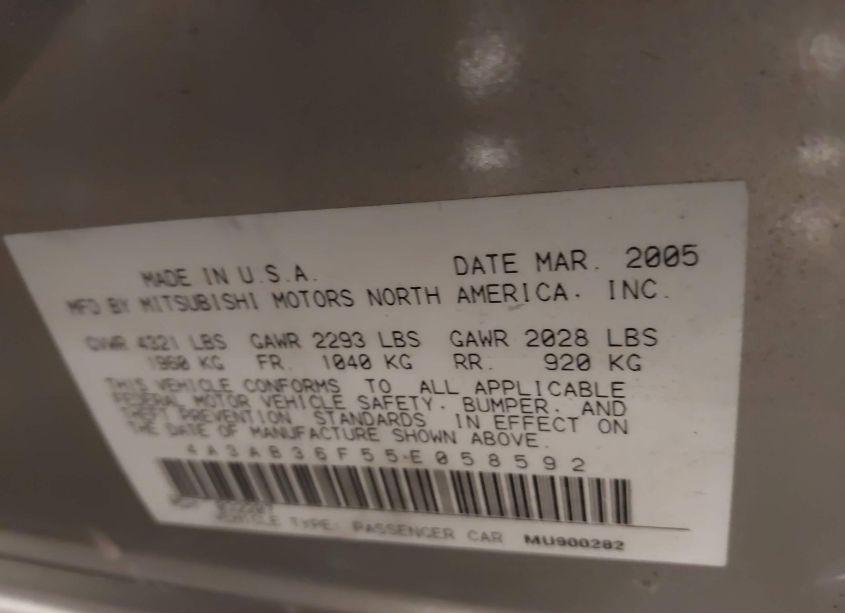 MADE IN U.S.A. DATE MAR. 2005
MFD BY MITSUBISHI MOTORS NORTH AMERICA. INC.
GVWR 4321 LBS GAWR 2293 LBS GAWR 2028 LBS
1960 KG FR. 1040 KG RR. 920 KG
THIS VEHICLE CONFORMS TO ALL APPLICABLE
FEDERAL MOTOR VEHICLE SAFETY. BUMPER. AND
THEFT PREVENTION STANDARDS IN EFFECT ON
THE DATE OF MANUFACTURE SHOWN ABOVE.
4A3AB36F55E058592
VEHICLE TYPE: PASSENGER CAR MU900282